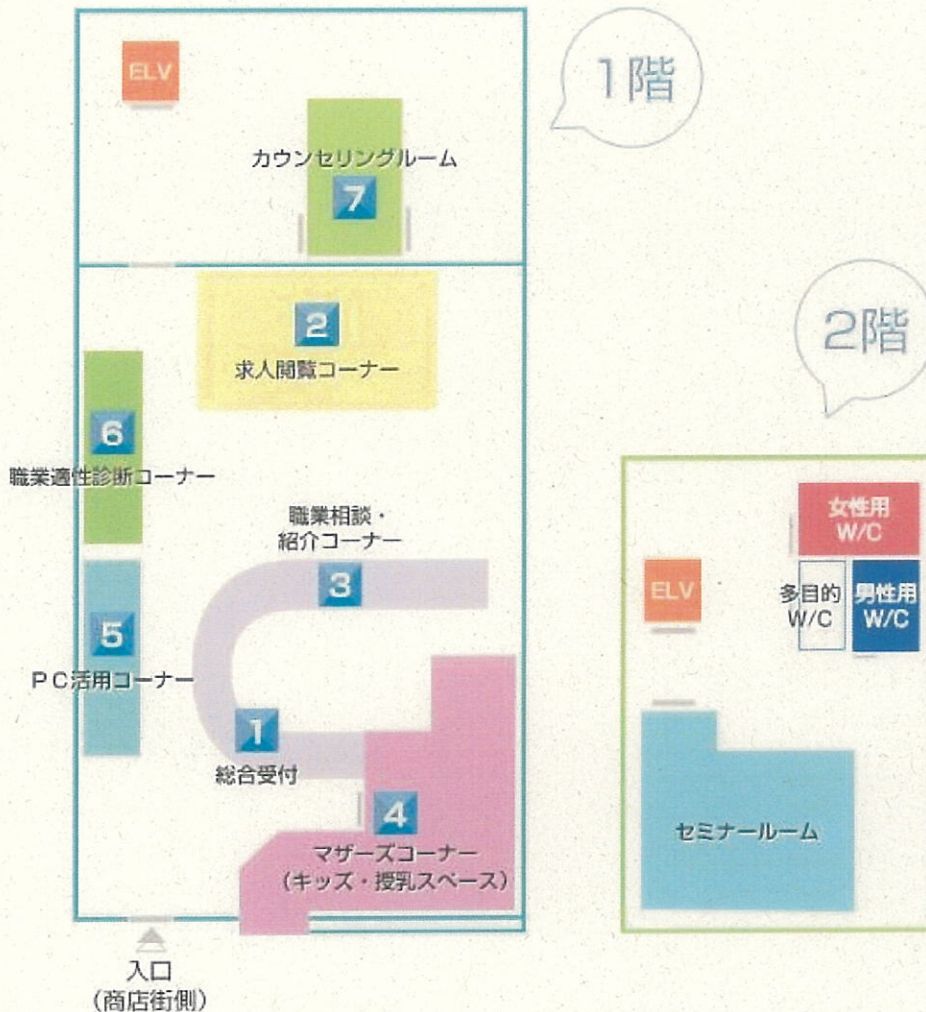 1階
ELV
カウンセリングルーム
7
2
求人閲覧コーナー
6
職業適性診断コーナー
職業相談・
紹介コーナー
3
5
PC活用コーナー
1
総合受付
4
マザーズコーナー
(キッズ・授乳スペース)
入口
(商店街側)
2階
女性用
W/C
ELV
多目的
W/C
男性用
W/C
セミナールーム